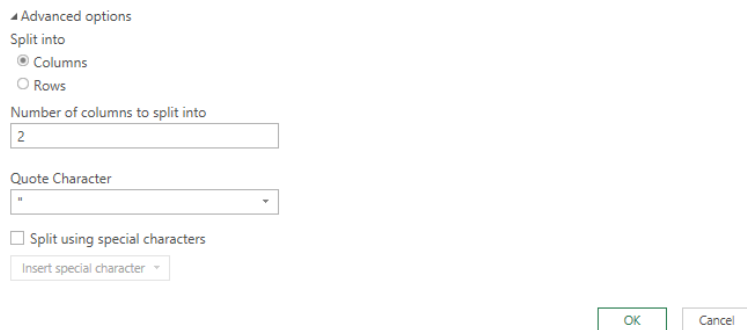 Advanced options
Split into
Columns
Rows
Number of columns to split into
2
Quote Character
"
Split using special characters
Insert special character
OK Cancel